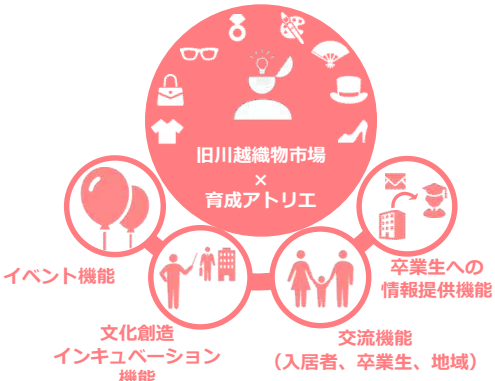 旧川越織物市場
×
育成アトリエ
イベント機能
文化創造
インキュベーション
機能
交流機能
（入居者、卒業生、地域）
卒業生への
情報提供機能